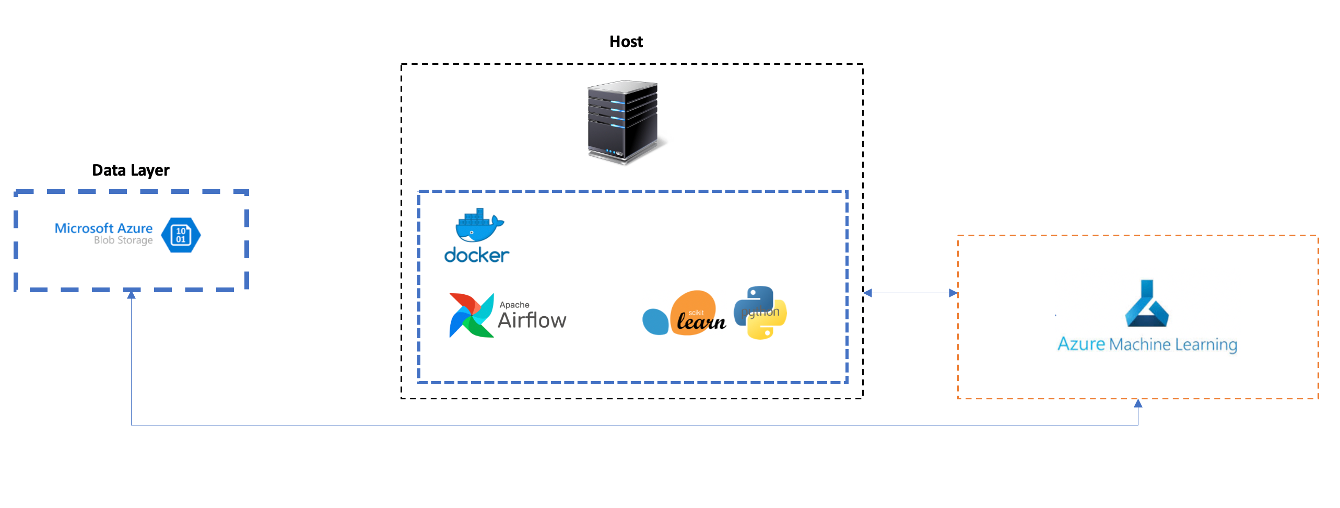 Host
Data Layer
Microsoft Azure
Blob Storage
10
01
docker
Apache
Airflow
scikit
learn
python
Azure Machine Learning